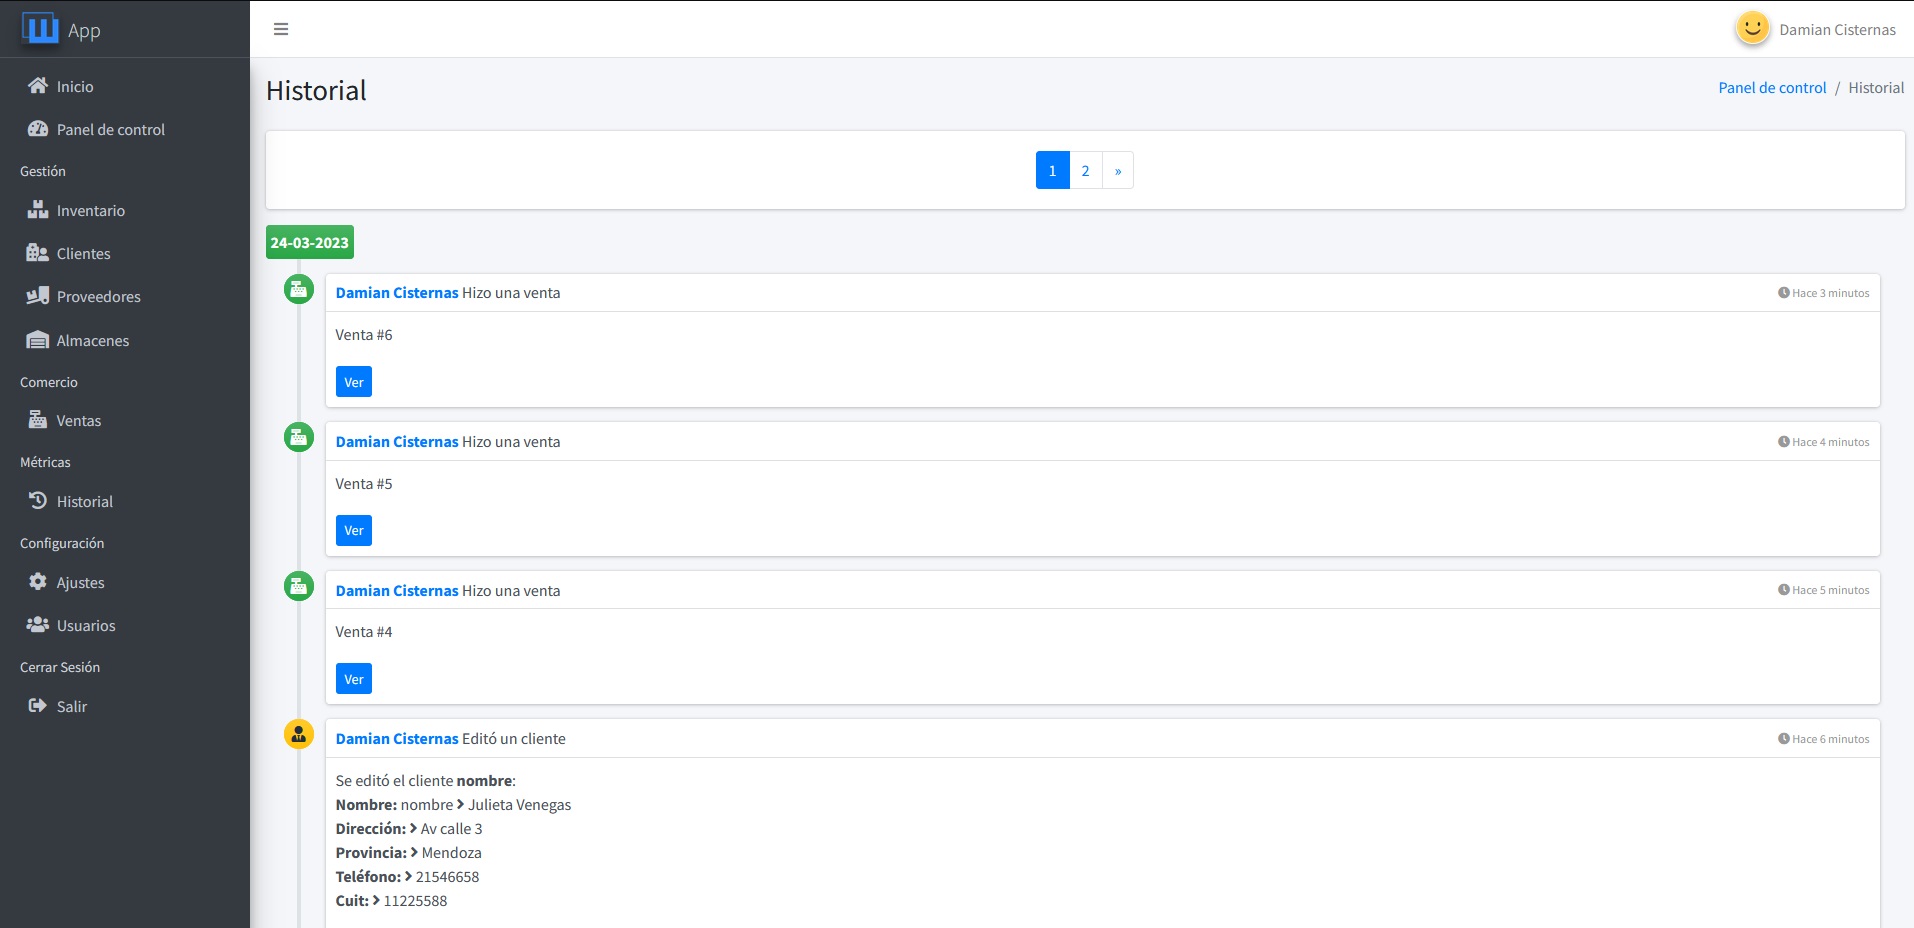 App
Damian Cisternas
Inicio
Panel de control
Gestión
Inventario
Clientes
Proveedores
Almacenes
Comercio
Ventas
Métricas
Historial
Configuración
Ajustes
Usuarios
Cerrar Sesión
Salir
Historial
Panel de control / Historial
1 2 »
24-03-2023
Damian Cisternas Hizo una venta
Hace 3 minutos
Venta #6
Ver
Damian Cisternas Hizo una venta
Hace 4 minutos
Venta #5
Ver
Damian Cisternas Hizo una venta
Hace 5 minutos
Venta #4
Ver
Damian Cisternas Editó un cliente
Hace 6 minutos
Se editó el cliente nombre:
Nombre: nombre > Julieta Venegas
Dirección: > Av calle 3
Provincia: > Mendoza
Teléfono: > 21546658
Cuit: > 11225588